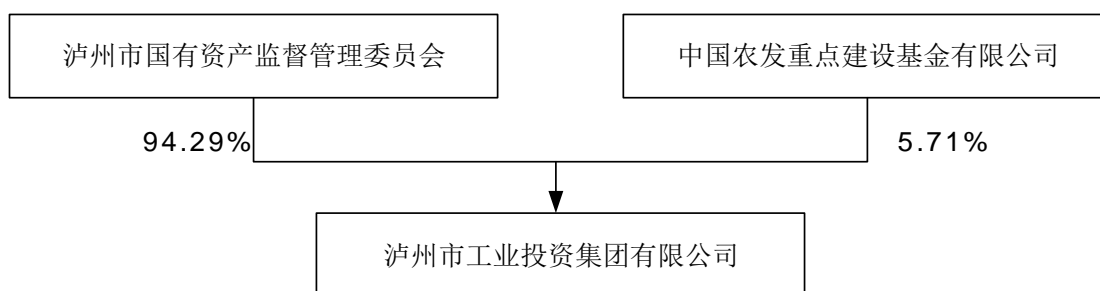 泸州市国有资产监督管理委员会
中国农发重点建设基金有限公司
94.29%
5.71%
泸州市工业投资集团有限公司